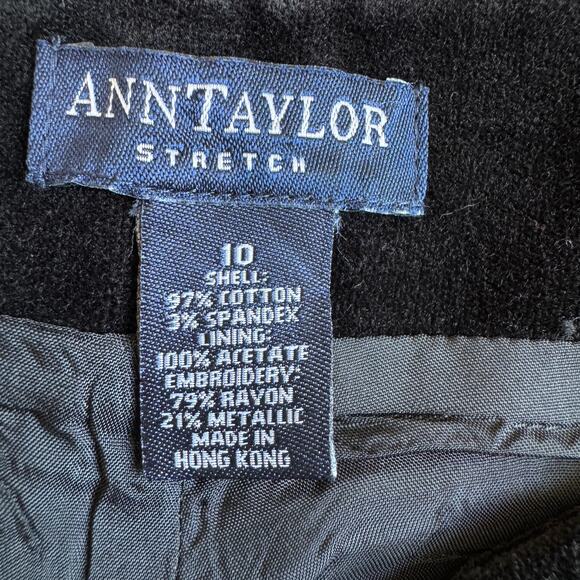 ANNTAYLOR
STRETCH
10
SHELL:
97% COTTON
3% SPANDEX
LINING:
100% ACETATE
EMBROIDERY:
79% RAYON
21% METALLIC
MADE IN
HONG KONG